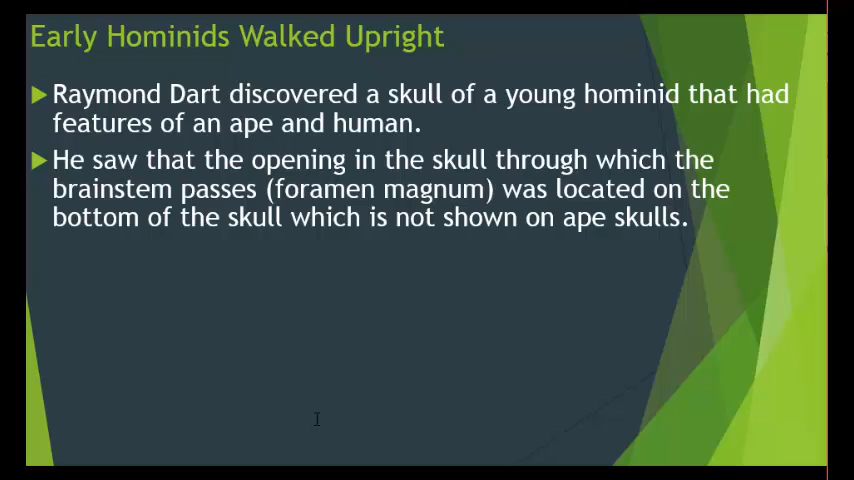 Early Hominids Walked Upright
Raymond Dart discovered a skull of a young hominid that had
features of an ape and human.
He saw that the opening in the skull through which the
brainstem passes (foramen magnum) was located on the
bottom of the skull which is not shown on ape skulls.